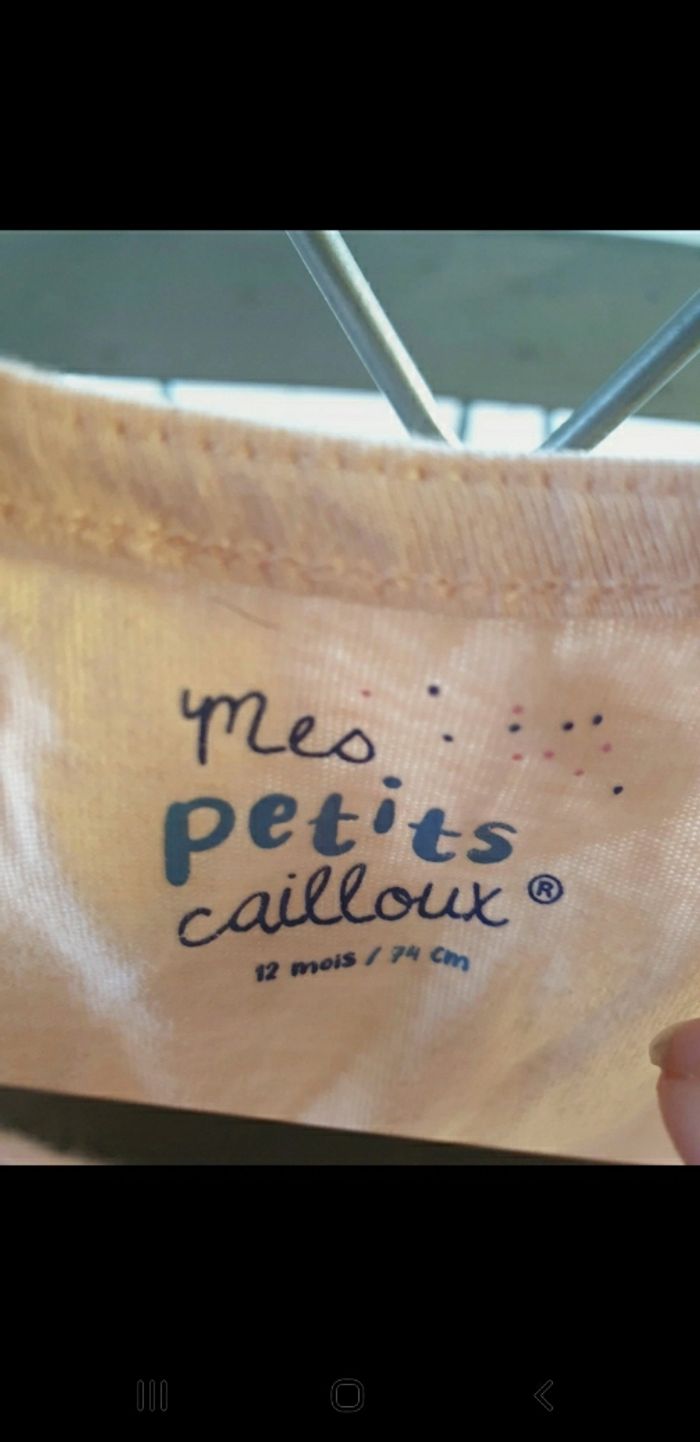 mes
petits
cailloux ®
12 mois / 74 cm